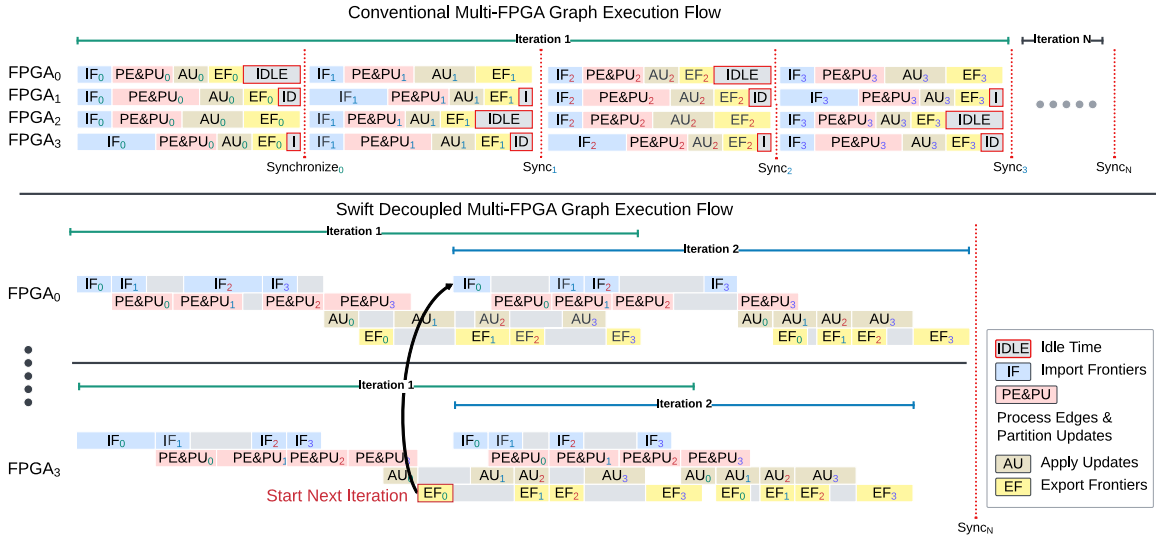 Conventional Multi-FPGA Graph Execution Flow
Iteration 1 Iteration N
FPGA0 IF0 PE&PU0 AU0 EF0 IDLE IF1 PE&PU1 AU1 EF1 IF2 PE&PU2 AU2 EF2 IDLE IF3 PE&PU3 AU3 EF3
FPGA1 IF0 PE&PU0 AU0 EF0 ID IF1 PE&PU1 AU1 EF1 I IF2 PE&PU2 AU2 EF2 ID IF3 PE&PU3 AU3 EF3 I
FPGA2 IF0 PE&PU0 AU0 EF0 IF1 PE&PU1 AU1 EF1 IDLE IF2 PE&PU2 AU2 EF2 IF3 PE&PU3 AU3 EF3 IDLE
FPGA3 IF0 PE&PU0 AU0 EF0 I IF1 PE&PU1 AU1 EF1 ID IF2 PE&PU2 AU2 EF2 I IF3 PE&PU3 AU3 EF3 ID
Synchronize0 Sync1 Sync2 Sync3 SyncN
Swift Decoupled Multi-FPGA Graph Execution Flow
Iteration 1
Iteration 2
FPGA0
IF0 IF1 IF2 IF3 IF0 IF1 IF2 IF3
PE&PU0 PE&PU1 PE&PU2 PE&PU3 PE&PU0 PE&PU1 PE&PU2 PE&PU3
AU0 AU1 AU2 AU3 AU0 AU1 AU2 AU3
EF0 EF1 EF2 EF3 EF0 EF1 EF2 EF3
Iteration 1
Iteration 2
FPGA3
IF0 IF1 IF2 IF3 IF0 IF1 IF2 IF3
PE&PU0 PE&PU1 PE&PU2 PE&PU3 PE&PU0 PE&PU1 PE&PU2 PE&PU3
AU0 AU1 AU2 AU3 AU0 AU1 AU2 AU3
Start Next Iteration EF0 EF1 EF2 EF3 EF0 EF1 EF2 EF3
SyncN
IDLE Idle Time
IF Import Frontiers
PE&PU
Process Edges &
Partition Updates
AU Apply Updates
EF Export Frontiers